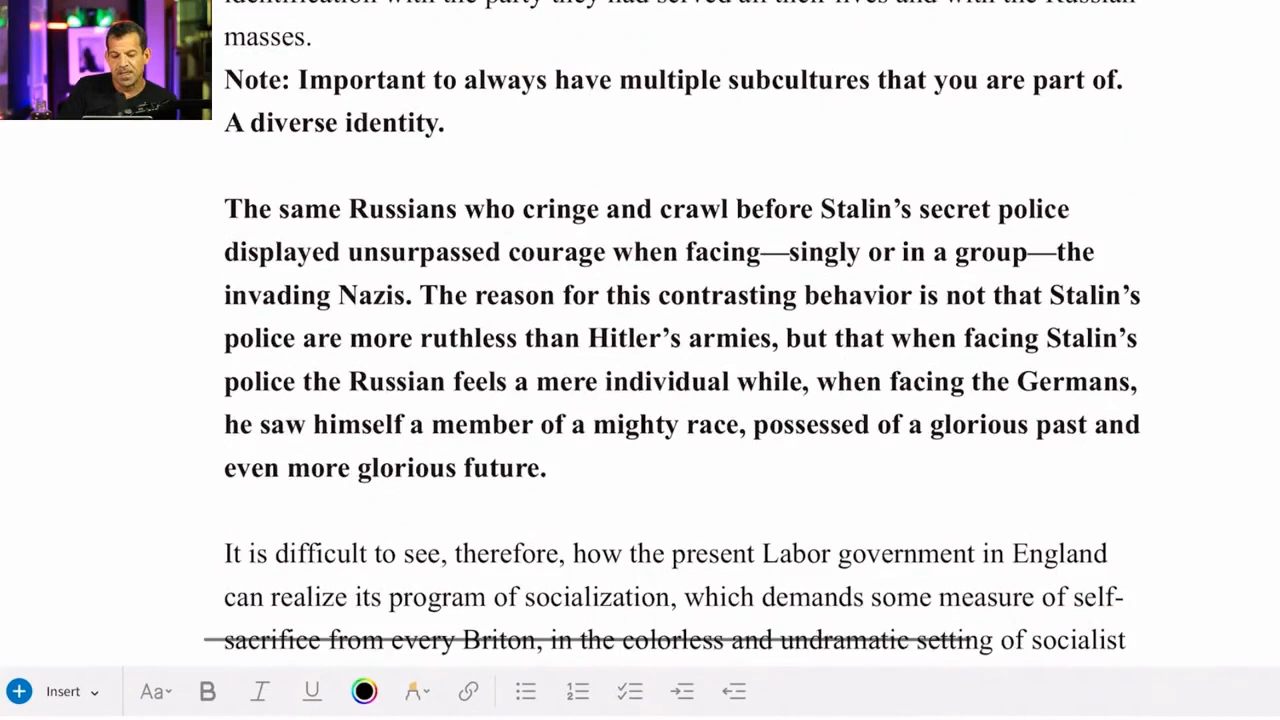 masses.
Note: Important to always have multiple subcultures that you are part of.
A diverse identity.
The same Russians who cringe and crawl before Stalin’s secret police
displayed unsurpassed courage when facing—singly or in a group—the
invading Nazis. The reason for this contrasting behavior is not that Stalin’s
police are more ruthless than Hitler’s armies, but that when facing Stalin’s
police the Russian feels a mere individual while, when facing the Germans,
he saw himself a member of a mighty race, possessed of a glorious past and
even more glorious future.
It is difficult to see, therefore, how the present Labor government in England
can realize its program of socialization, which demands some measure of self-
sacrifice from every Briton, in the colorless and undramatic setting of socialist
Insert
Aa
B
I
U
A
1
2